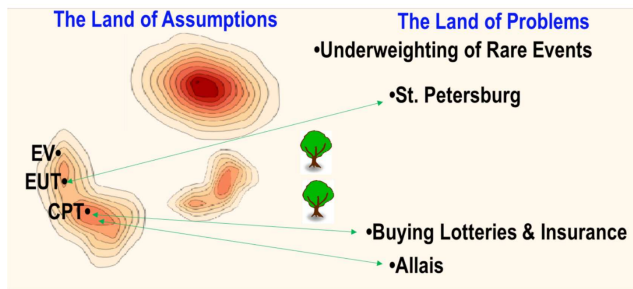 The Land of Assumptions
The Land of Problems
•Underweighting of Rare Events
•St. Petersburg
EV•
EUT•
CPT•
•Buying Lotteries & Insurance
•Allais